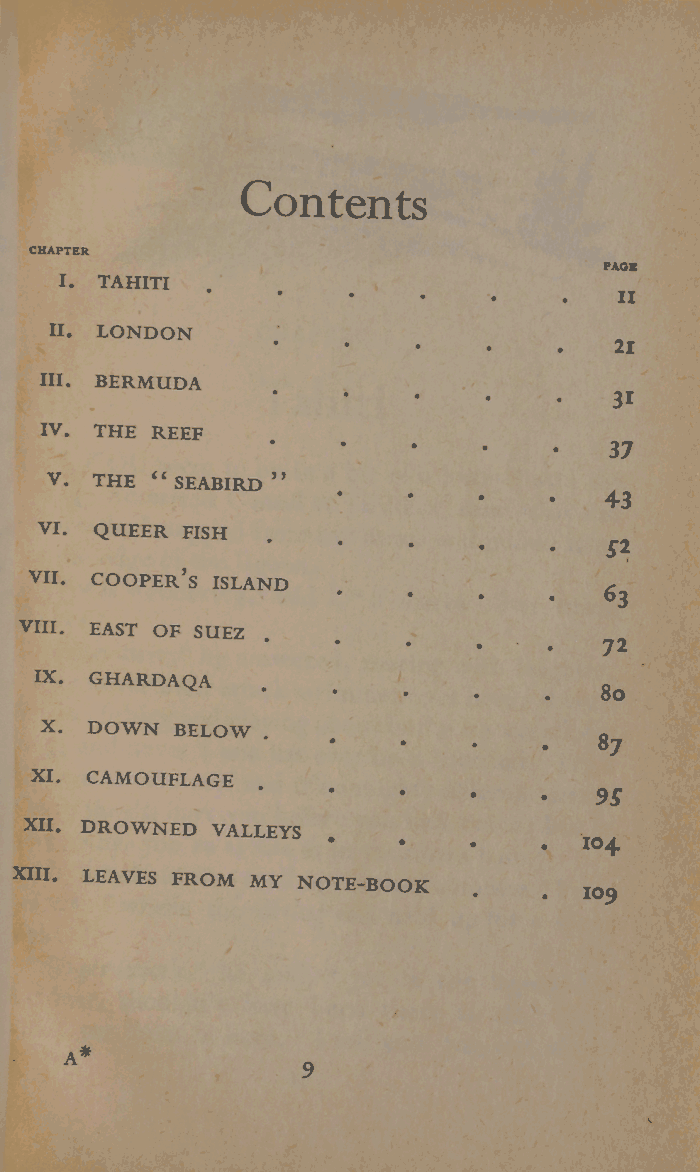 Contents
CHAPTER PAGE
I. TAHITI . . . . . . 11
II. LONDON . . . . . 21
III. BERMUDA . . . . . 31
IV. THE REEF . . . . . 37
V. THE “ SEABIRD ” . . . . 43
VI. QUEER FISH . . . . . 52
VII. COOPER'S ISLAND . . . . 63
VIII. EAST OF SUEZ . . . . . 72
IX. GHARDAQA . . . . . 80
X. DOWN BELOW . . . . . 87
XI. CAMOUFLAGE . . . . . 95
XII. DROWNED VALLEYS . . . . 104
XIII. LEAVES FROM MY NOTE-BOOK . . 109
A* 9